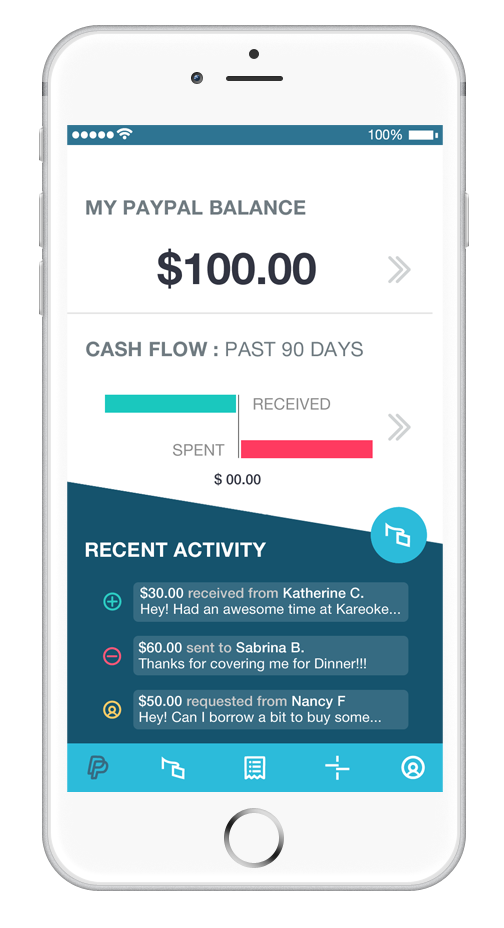 100%
MY PAYPAL BALANCE
$100.00
CASH FLOW : PAST 90 DAYS
RECEIVED
SPENT
$ 00.00
RECENT ACTIVITY
$30.00 received from Katherine C.
Hey! Had an awesome time at Kareoke...
$60.00 sent to Sabrina B.
Thanks for covering me for Dinner!!!
$50.00 requested from Nancy F
Hey! Can I borrow a bit to buy some...